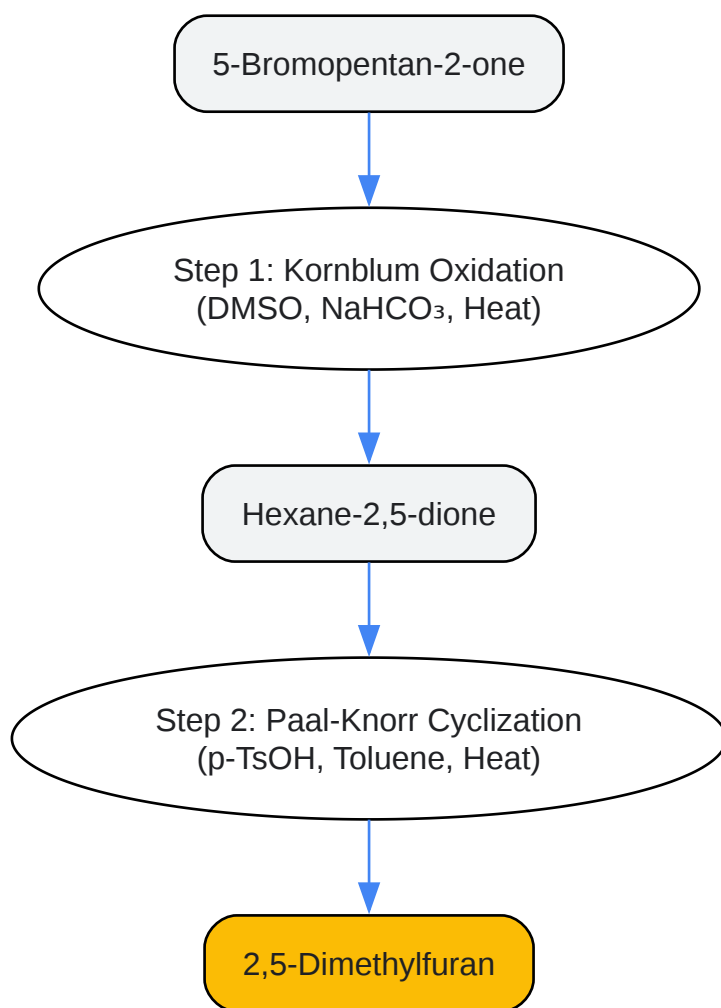 5-Bromopentan-2-one
Step 1: Kornblum Oxidation
(DMSO, NaHCO₃, Heat)
Hexane-2,5-dione
Step 2: Paal-Knorr Cyclization
(p-TsOH, Toluene, Heat)
2,5-Dimethylfuran